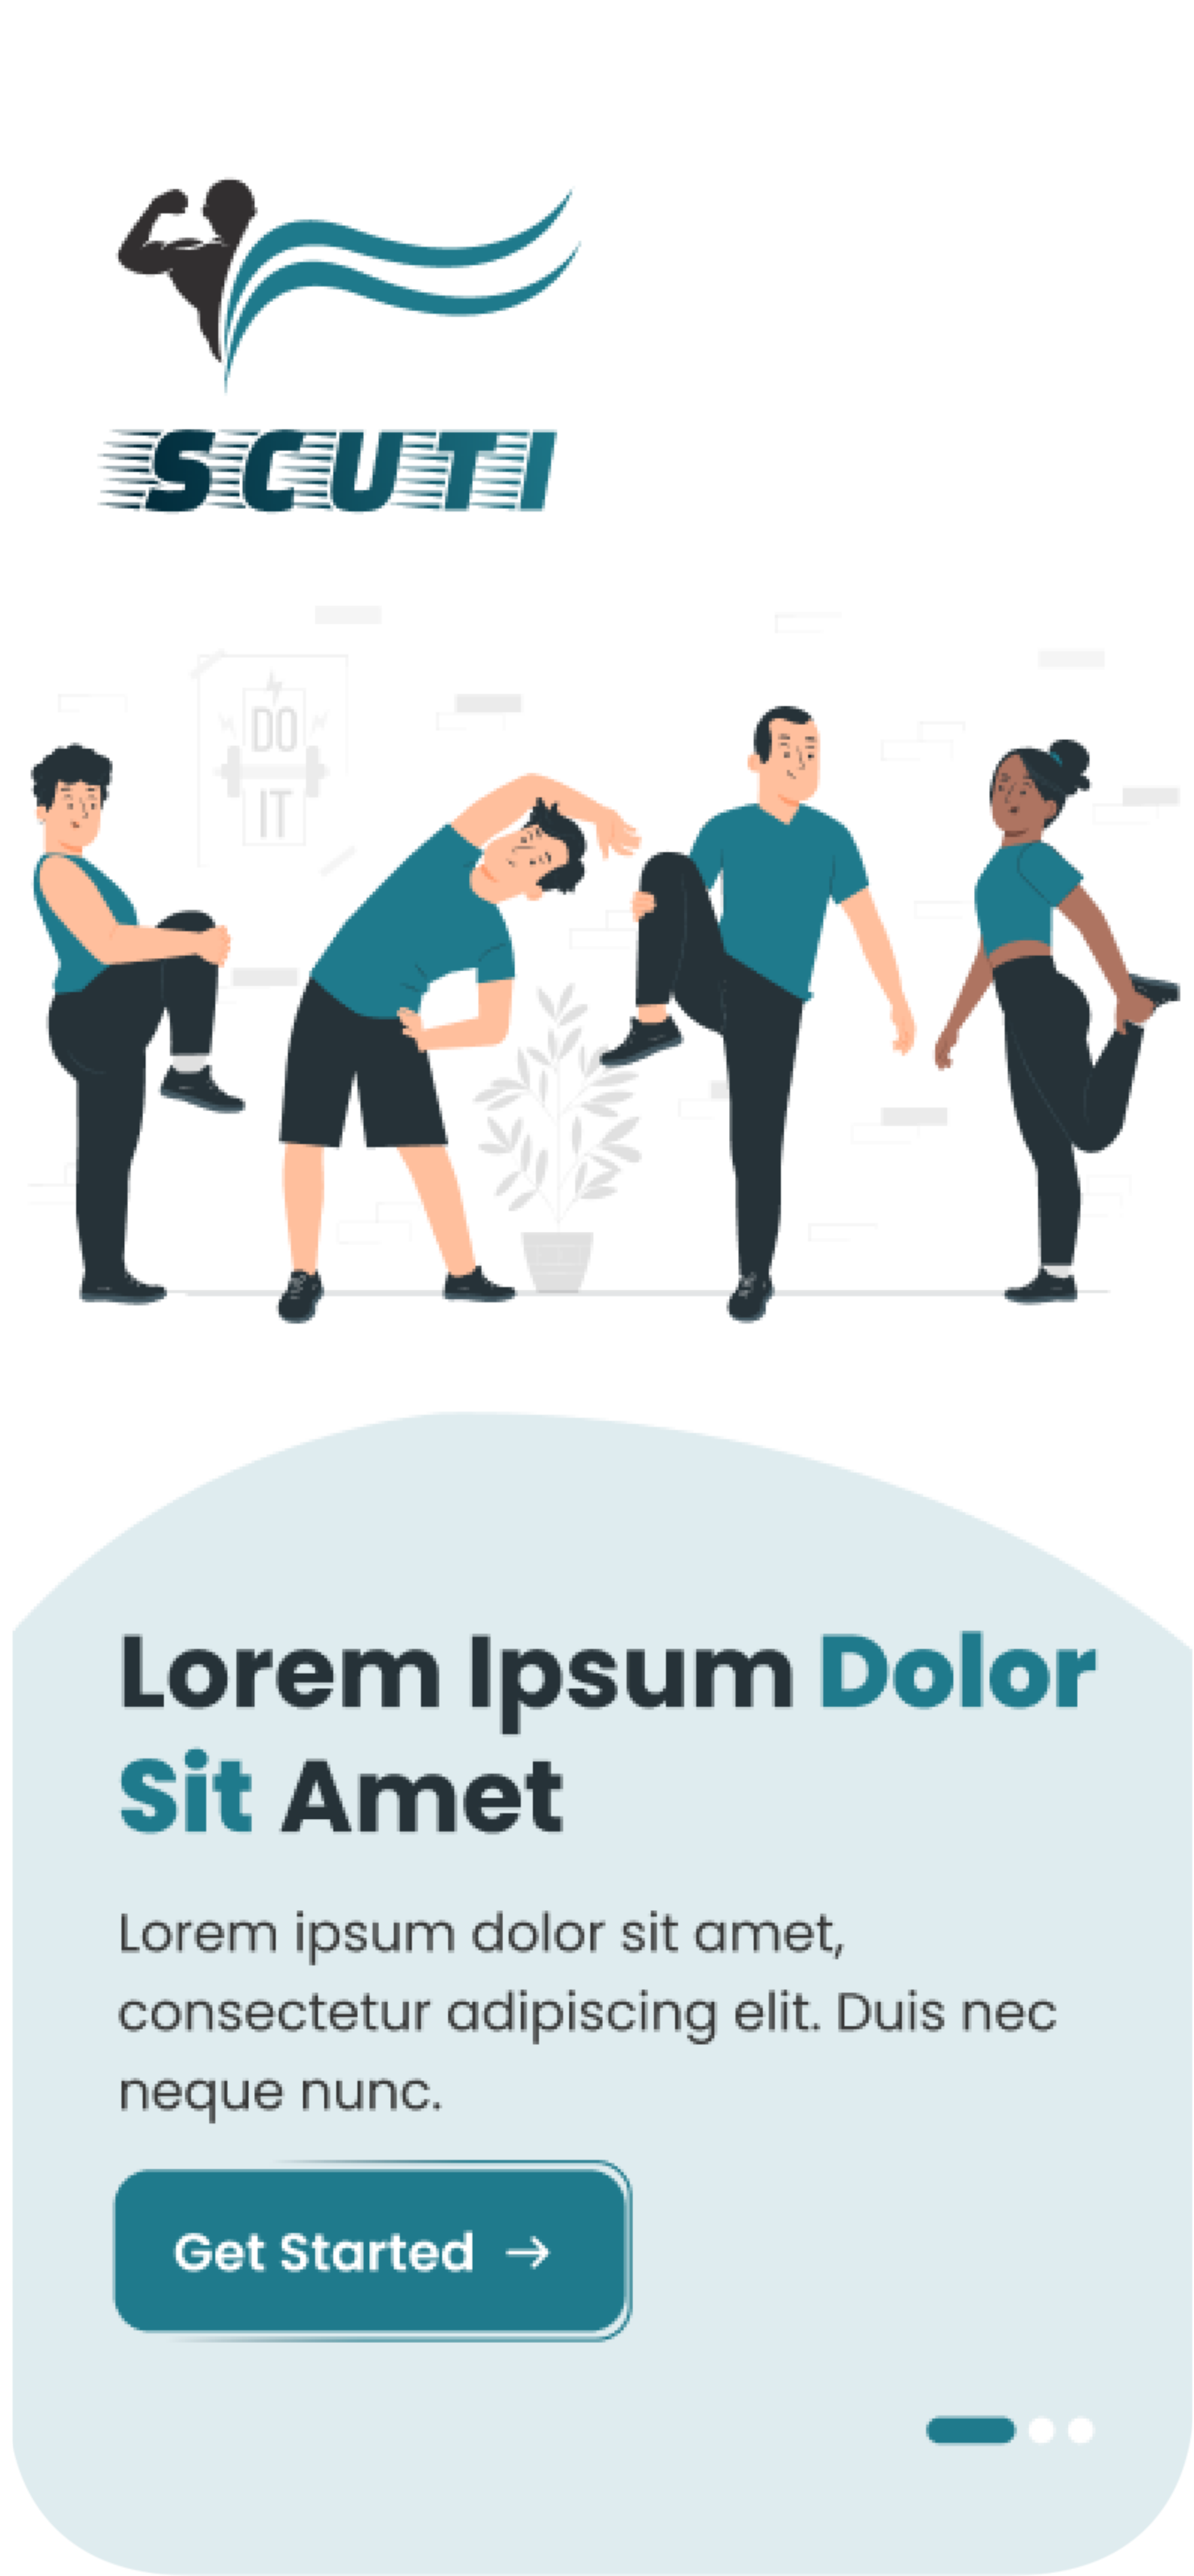 SCUTI
DO
IT
Lorem Ipsum Dolor
Sit Amet
Lorem ipsum dolor sit amet,
consectetur adipiscing elit. Duis nec
neque nunc.
Get Started →